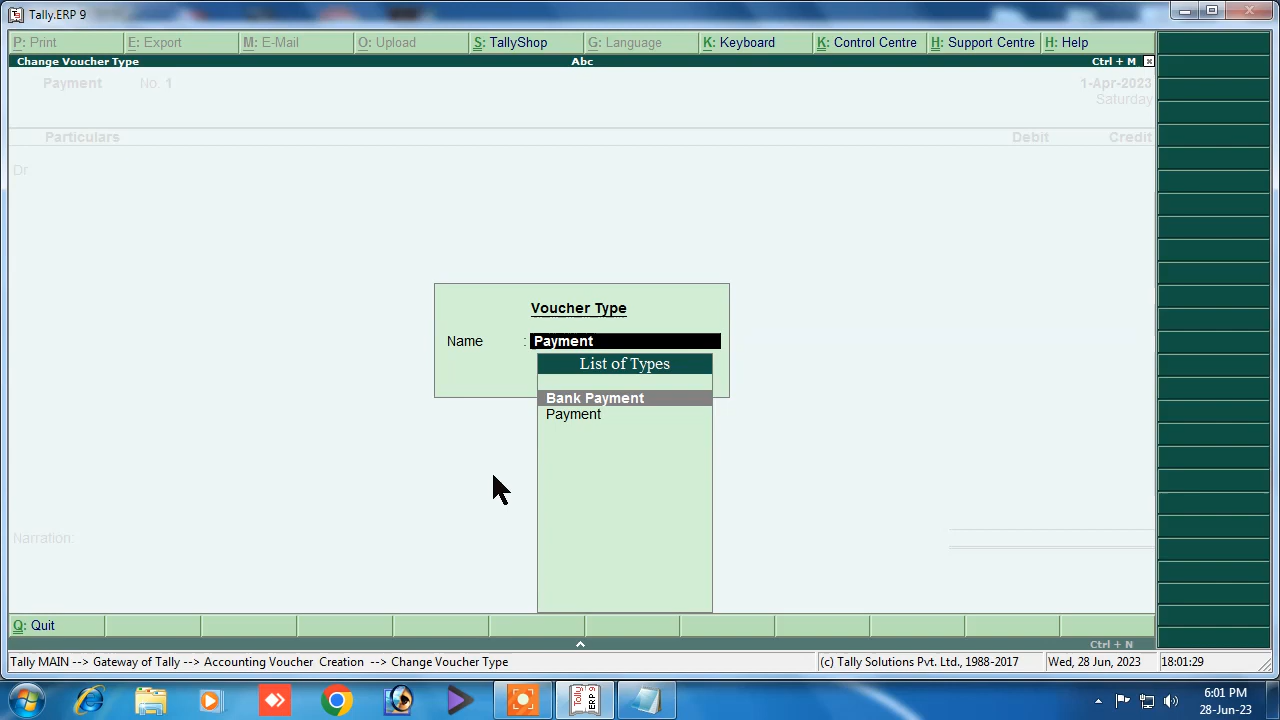 Tally.ERP 9
P: Print E: Export M: E-Mail O: Upload S: TallyShop G: Language K: Keyboard K: Control Centre H: Support Centre H: Help
Change Voucher Type Abc Ctrl + M
Payment No. 1 1-Apr-2023
Saturday
Particulars Debit Credit
Dr
Voucher Type
Name : Payment
List of Types
Bank Payment
Payment
Narration:
Q: Quit
Ctrl + N
Tally MAIN --> Gateway of Tally --> Accounting Voucher Creation --> Change Voucher Type (c) Tally Solutions Pvt. Ltd., 1988-2017 Wed, 28 Jun, 2023 18:01:29
ERP 9
6:01 PM
28-Jun-23